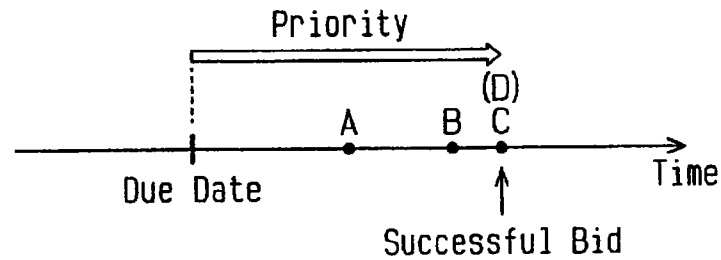 Priority
(D)
A B C
Due Date
Time
Successful Bid